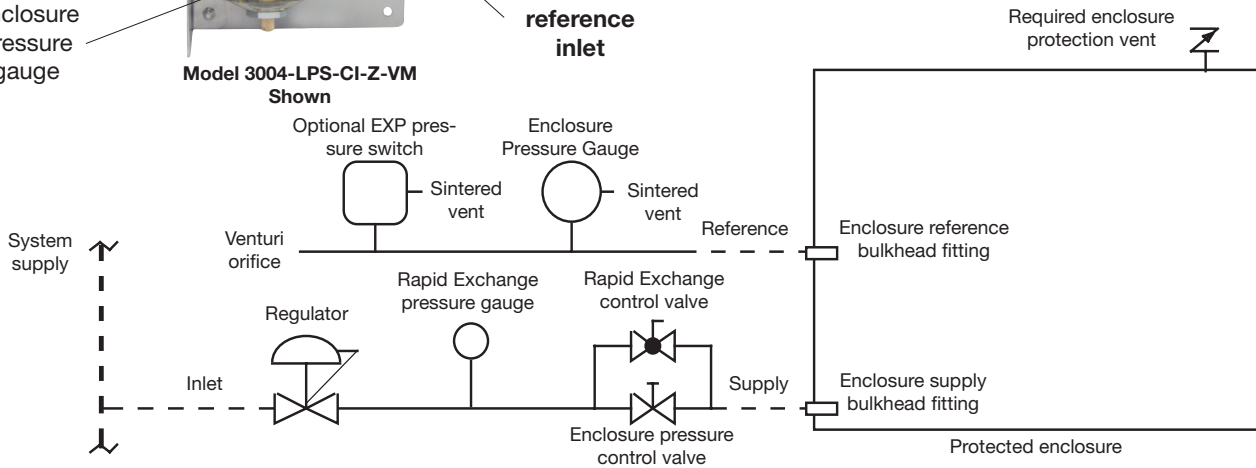 closure
ressure
gauge
reference
inlet
Model 3004-LPS-CI-Z-VM
Shown
Required enclosure
protection vent
Optional EXP pres-
sure switch
Enclosure
Pressure Gauge
Sintered
vent
Sintered
vent
System
supply
Venturi
orifice
Reference
Enclosure reference
bulkhead fitting
Rapid Exchange
pressure gauge
Rapid Exchange
control valve
Regulator
Inlet
Supply
Enclosure supply
bulkhead fitting
Enclosure pressure
control valve
Protected enclosure